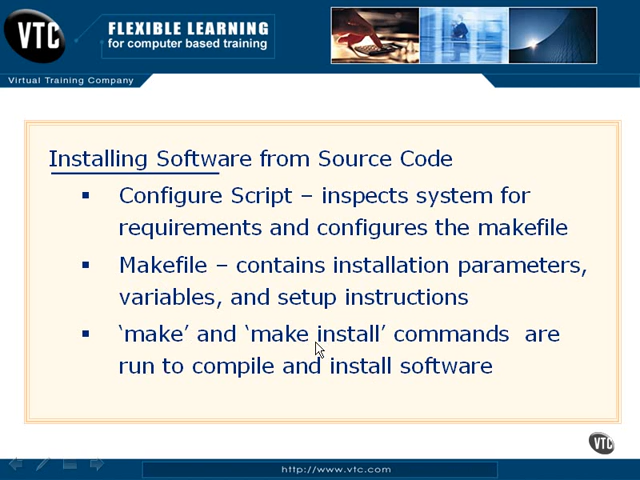 VTC
FLEXIBLE LEARNING
for computer based training
Virtual Training Company
Installing Software from Source Code
▪ Configure Script – inspects system for
requirements and configures the makefile
▪ Makefile – contains installation parameters,
variables, and setup instructions
▪ ‘make’ and ‘make install’ commands  are
run to compile and install software
VTC
http://www.vtc.com